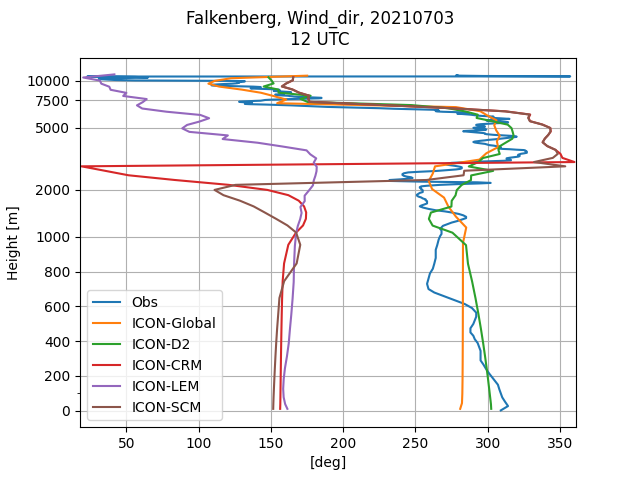 Falkenberg, Wind_dir, 20210703
12 UTC
Height [m]
10000
7500
5000
2000
1000
800
600
400
200
0
Obs
ICON-Global
ICON-D2
ICON-CRM
ICON-LEM
ICON-SCM
50 100 150 200 250 300 350
[deg]